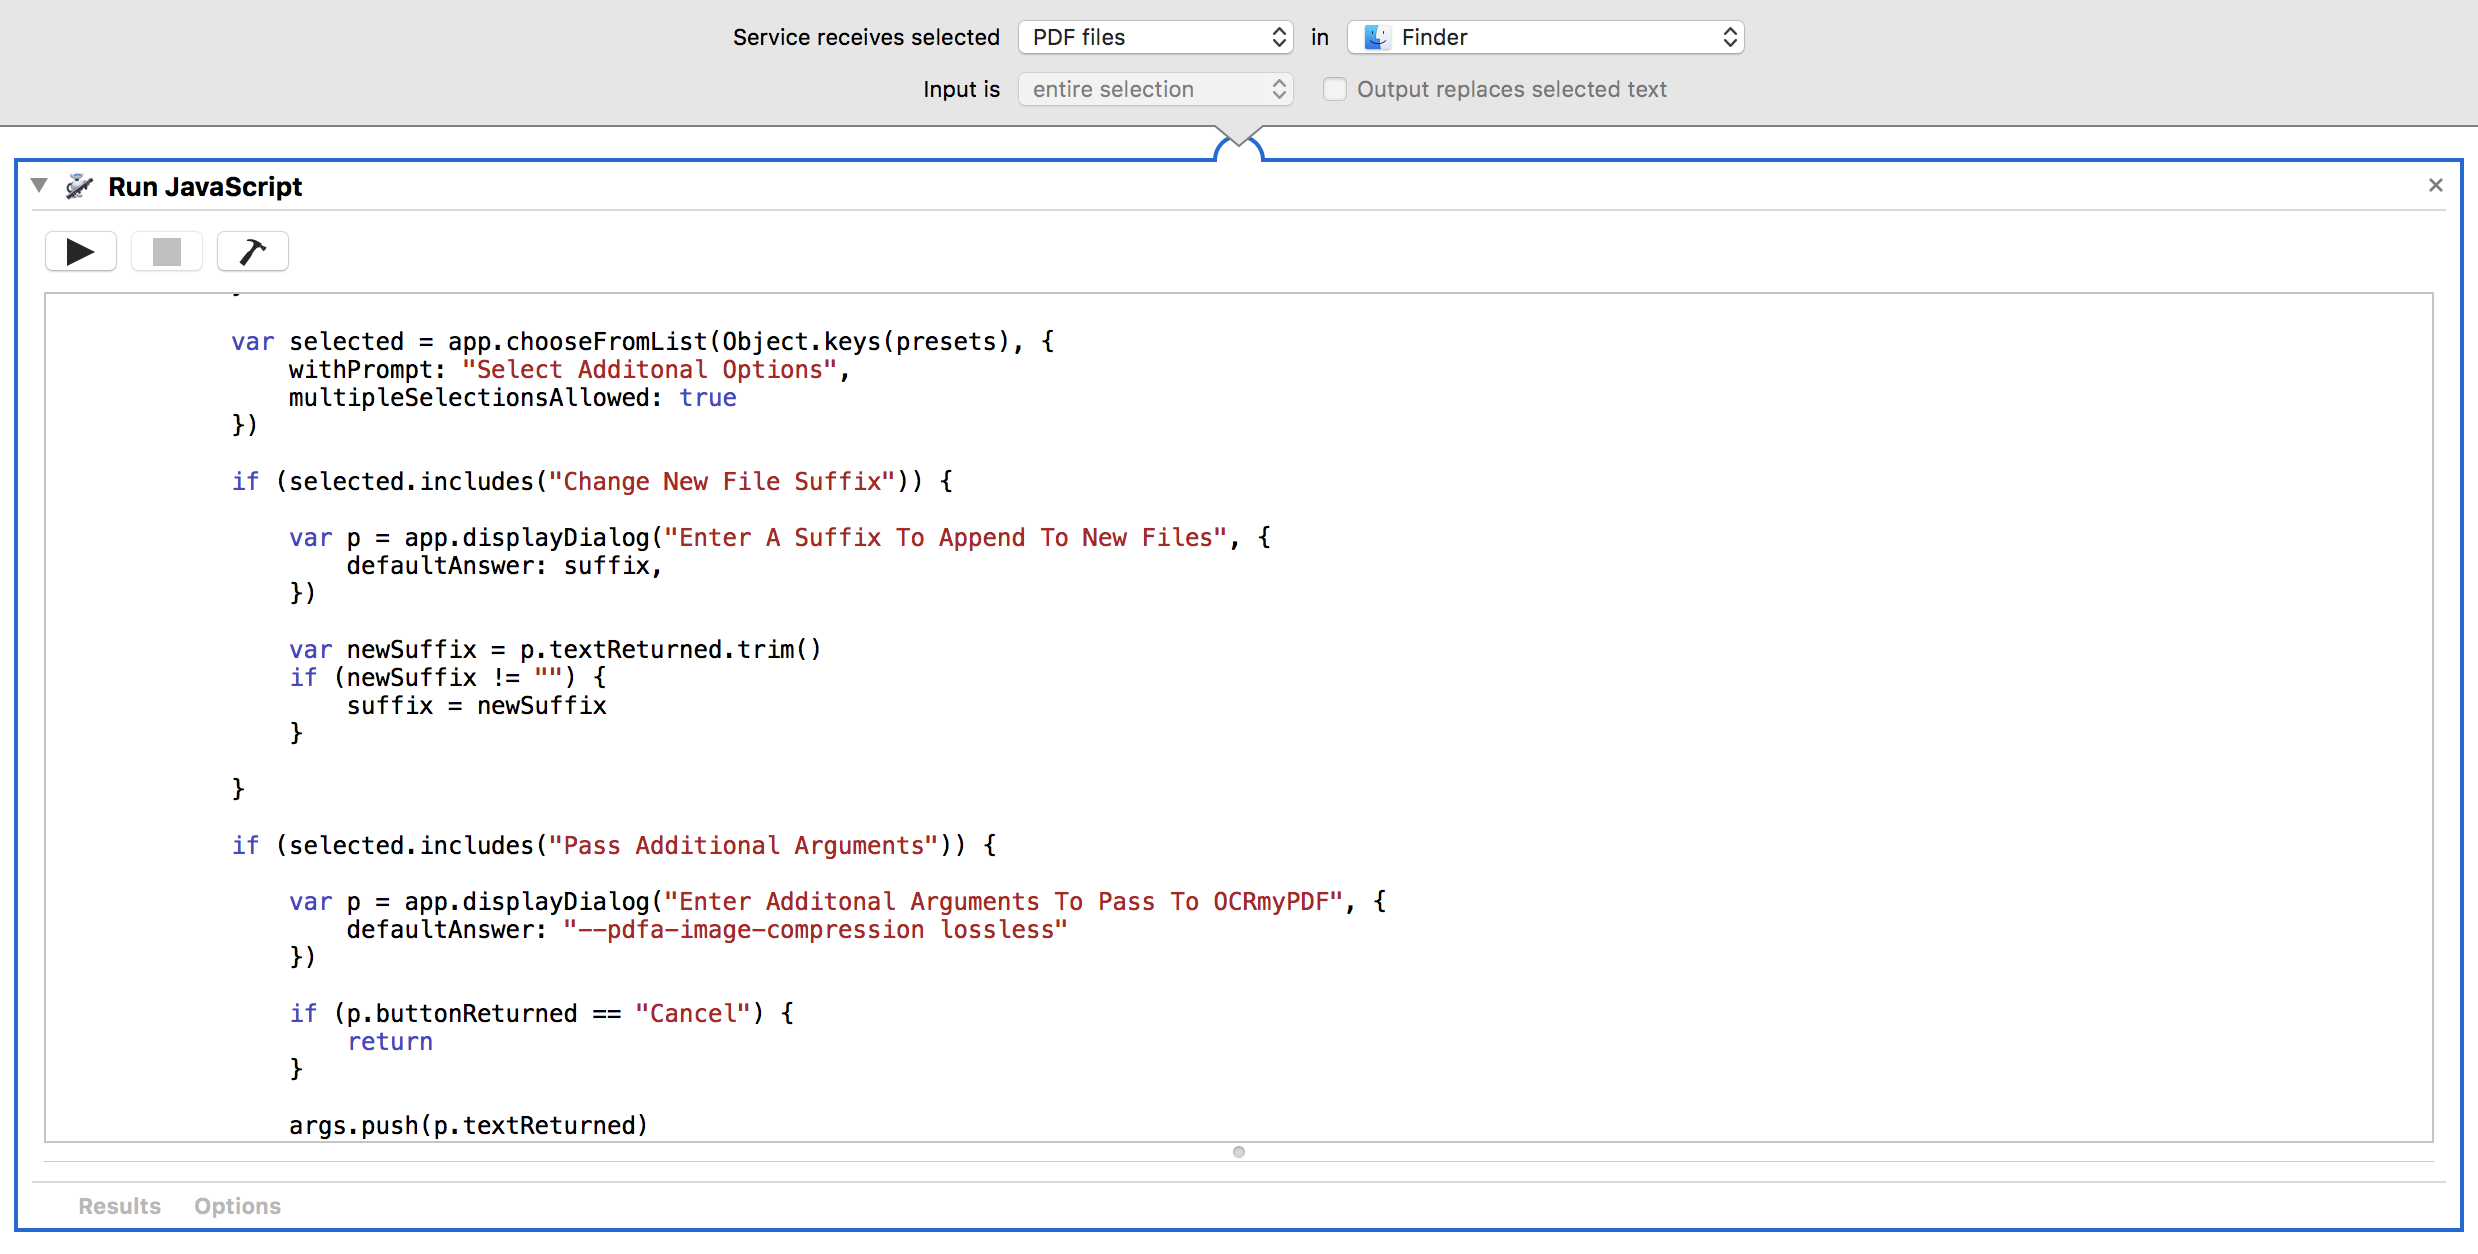 Service receives selected PDF files in Finder
Input is entire selection Output replaces selected text
Run JavaScript
var selected = app.chooseFromList(Object.keys(presets), {
withPrompt: "Select Additonal Options",
multipleSelectionsAllowed: true
})
if (selected.includes("Change New File Suffix")) {
var p = app.displayDialog("Enter A Suffix To Append To New Files", {
defaultAnswer: suffix,
})
var newSuffix = p.textReturned.trim()
if (newSuffix != "") {
suffix = newSuffix
}
}
if (selected.includes("Pass Additional Arguments")) {
var p = app.displayDialog("Enter Additonal Arguments To Pass To OCRmyPDF", {
defaultAnswer: "--pdfa-image-compression lossless"
})
if (p.buttonReturned == "Cancel") {
return
}
args.push(p.textReturned)
Results Options